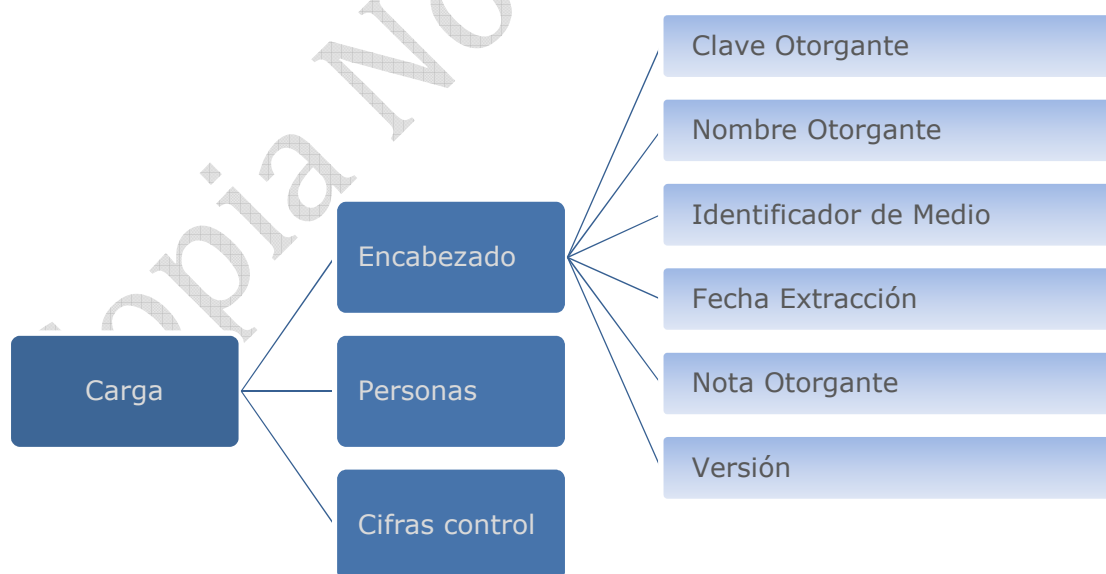 Clave Otorgante
Nombre Otorgante
Identificador de Medio
Encabezado
Fecha Extracción
Carga
Personas
Nota Otorgante
Versión
Cifras control